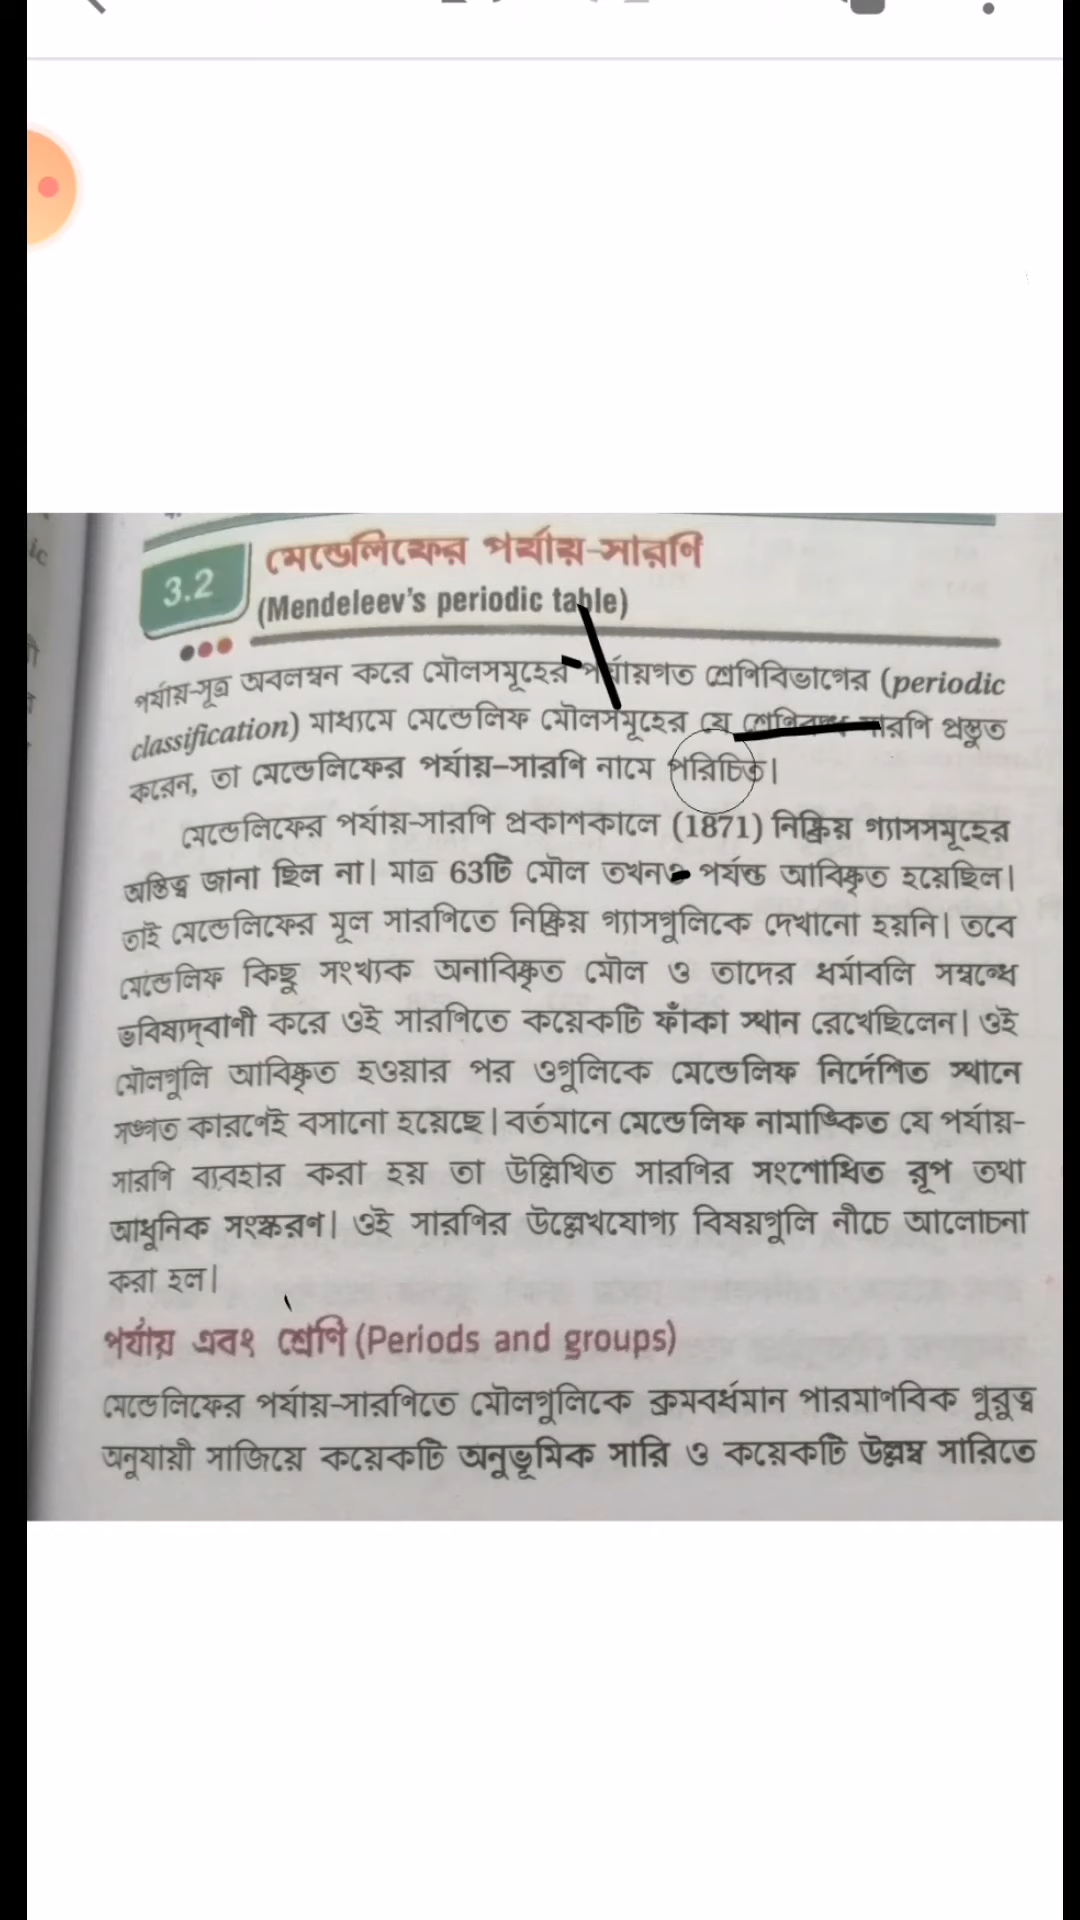 ic
3.2
মেন্ডেলিফের পর্যায়-সারণি
(Mendeleev's periodic table)
পর্যায়-সূত্র অবলম্বন করে মৌলসমূহের পর্যায়গত শ্রেণিবিভাগের (periodic
classification) মাধ্যমে মেন্ডেলিফ মৌলসমূহের যে সারণি প্রস্তুত
করেন, তা মেন্ডেলিফের পর্যায়-সারণি নামে পরিচিত।
মেন্ডেলিফের পর্যায়-সারণি প্রকাশকালে (1871) নিষ্ক্রিয় গ্যাসসমূহের
অস্তিত্ব জানা ছিল না। মাত্র 63টি মৌল তখনও পর্যন্ত আবিষ্কৃত হয়েছিল।
তাই মেন্ডেলিফের মূল সারণিতে নিষ্ক্রিয় গ্যাসগুলিকে দেখানো হয়নি। তবে
মেন্ডেলিফ কিছু সংখ্যক অনাবিষ্কৃত মৌল ও তাদের ধর্মাবলি সম্বন্ধে
ভবিষ্যদ্‌বাণী করে ওই সারণিতে কয়েকটি ফাঁকা স্থান রেখেছিলেন। ওই
মৌলগুলি আবিষ্কৃত হওয়ার পর ওগুলিকে মেন্ডেলিফ নির্দেশিত স্থানে
সঙ্গত কারণেই বসানো হয়েছে। বর্তমানে মেন্ডেলিফ নামাঙ্কিত যে পর্যায়-
সারণি ব্যবহার করা হয় তা উল্লিখিত সারণির সংশোধিত রূপ তথা
আধুনিক সংস্করণ। ওই সারণির উল্লেখযোগ্য বিষয়গুলি নীচে আলোচনা
করা হল।
পর্যায় এবং শ্রেণি (Periods and groups)
মেন্ডেলিফের পর্যায়-সারণিতে মৌলগুলিকে ক্রমবর্ধমান পারমাণবিক গুরুত্ব
অনুযায়ী সাজিয়ে কয়েকটি অনুভূমিক সারি ও কয়েকটি উল্লম্ব সারিতে